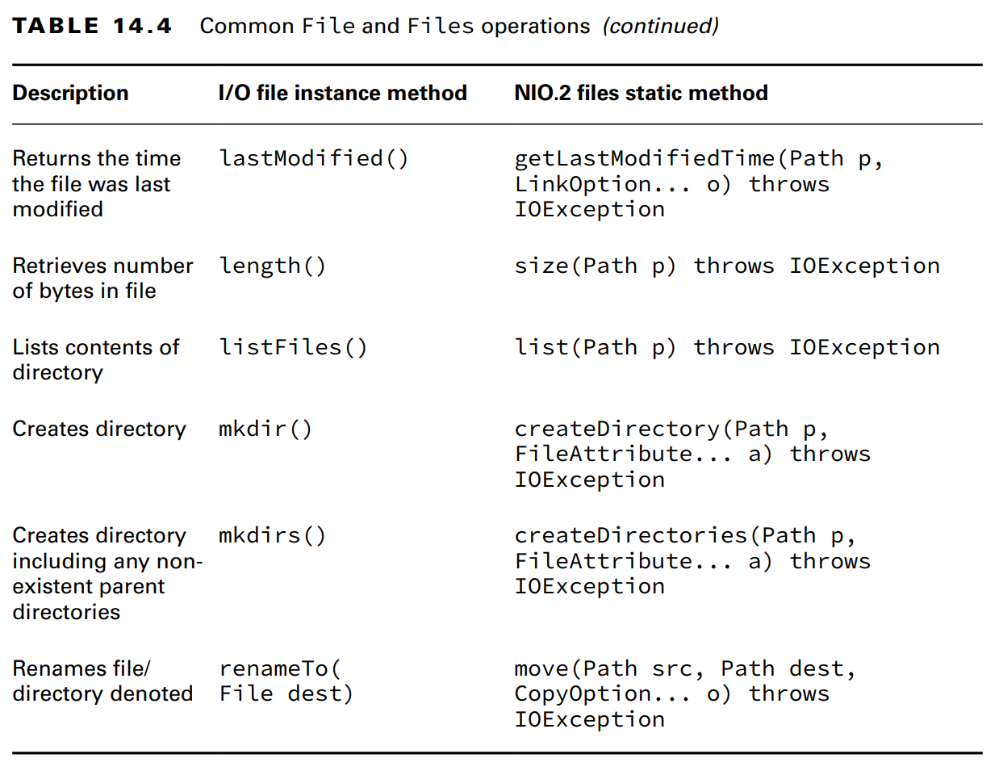 TABLE 14.4 Common File and Files operations (continued)
Description I/O file instance method NIO.2 files static method
Returns the time lastModified() getLastModifiedTime(Path p,
the file was last LinkOption... o) throws
modified IOException
Retrieves number length() size(Path p) throws IOException
of bytes in file
Lists contents of listFiles() list(Path p) throws IOException
directory
Creates directory mkdir() createDirectory(Path p,
FileAttribute... a) throws
IOException
Creates directory mkdirs() createDirectories(Path p,
including any non- FileAttribute... a) throws
existent parent IOException
directories
Renames file/ renameTo( move(Path src, Path dest,
directory denoted File dest) CopyOption... o) throws
IOException